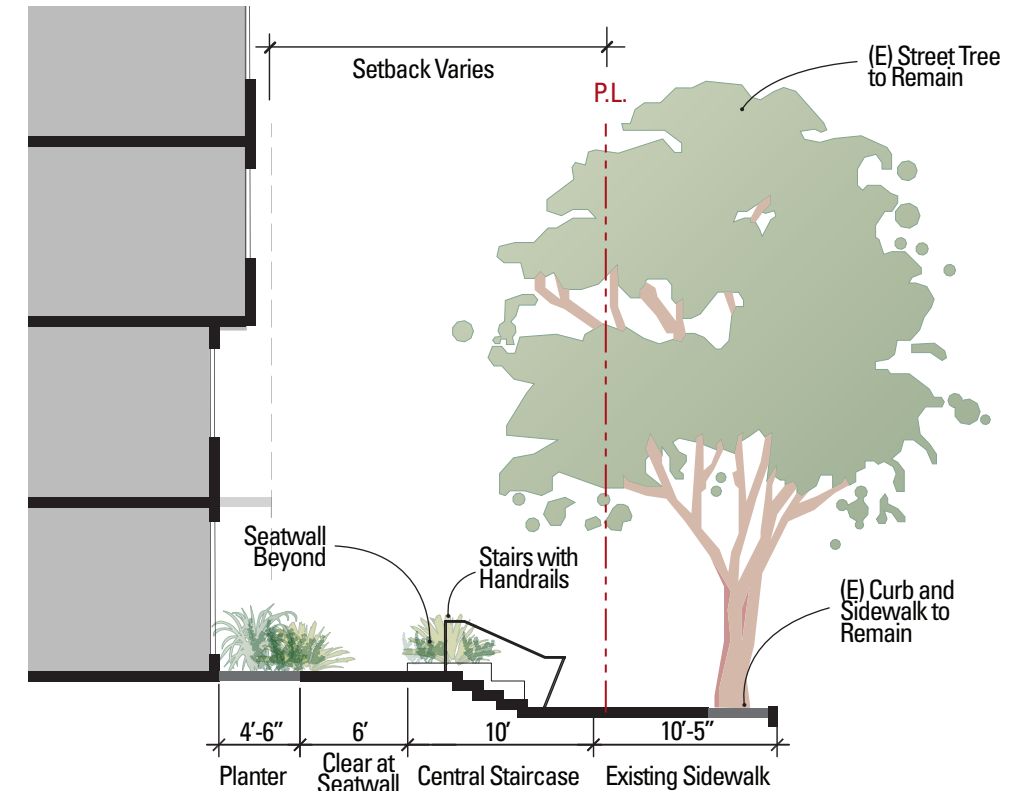 Setback Varies
(E) Street Tree
to Remain
P.L.
Seatwall
Beyond
Stairs with
Handrails
(E) Curb and
Sidewalk to
Remain
4'-6"
6'
10'
10'-5"
Planter
Clear at
Seatwall
Central Staircase
Existing Sidewalk